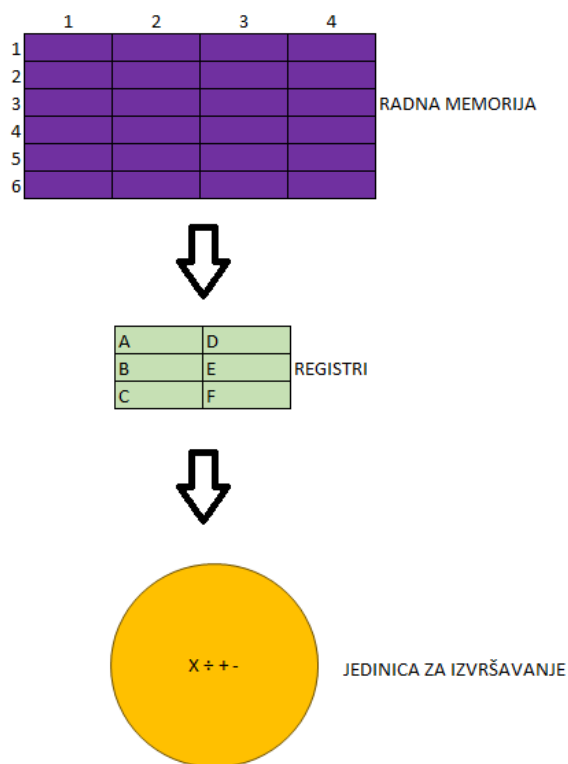 1 2 3 4
1
2
3 RADNA MEMORIJA
4
5
6
A D
B E REGISTRI
C F
X ÷ + -
JEDINICA ZA IZVRŠAVANJE